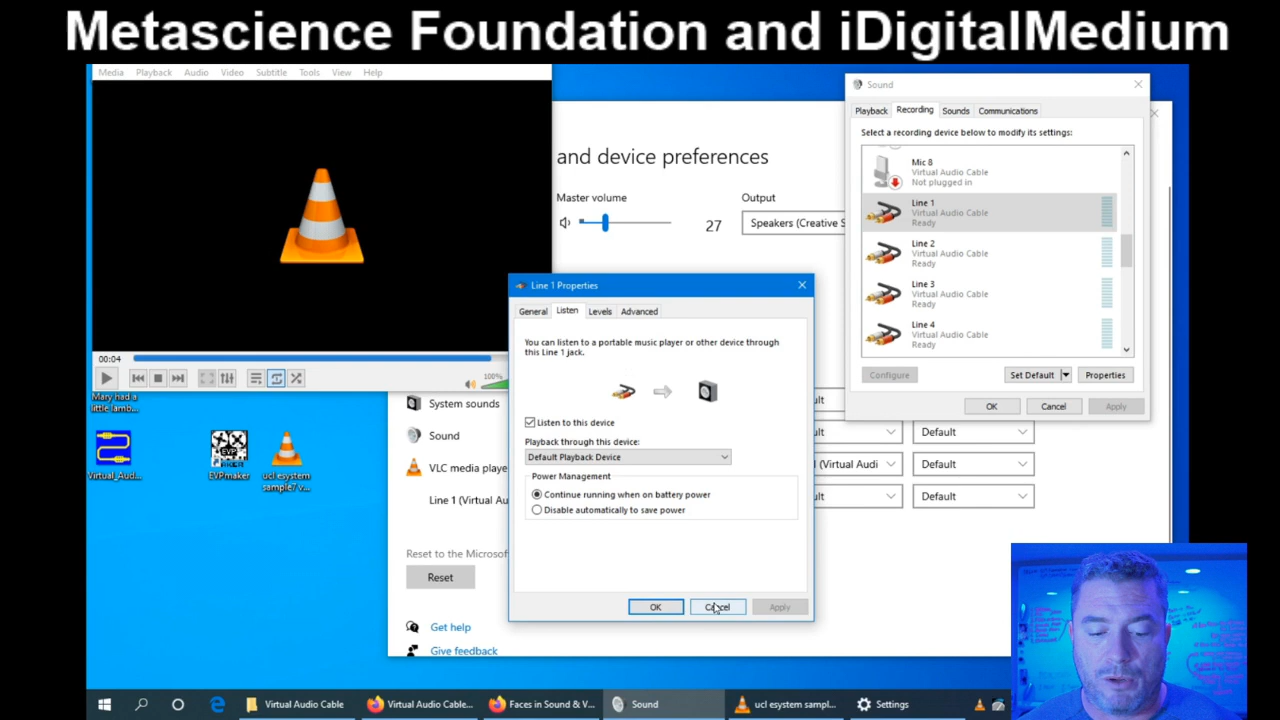 Metascience Foundation and iDigitalMedium
Media Playback Audio Video Subtitle Tools View Help
00:04
100%
Mary had a
little lamb...
Virtual_Audi...
EVPmaker
ucl esystem
sample7 v...
and device preferences
Master volume
Output
27
Speakers (Creative S
System sounds
Sound
VLC media playe
Line 1 (Virtual Au
ult
ult
Default
l (Virtual Audi
Default
ult
Default
Reset to the Microsof
Reset
Get help
Give feedback
Sound
Playback Recording Sounds Communications
Select a recording device below to modify its settings:
Mic 8
Virtual Audio Cable
Not plugged in
Line 1
Virtual Audio Cable
Ready
Line 2
Virtual Audio Cable
Ready
Line 3
Virtual Audio Cable
Ready
Line 4
Virtual Audio Cable
Ready
Configure Set Default Properties
OK Cancel Apply
Line 1 Properties
General Listen Levels Advanced
You can listen to a portable music player or other device through
this Line 1 jack.
Listen to this device
Playback through this device:
Default Playback Device
Power Management
Continue running when on battery power
Disable automatically to save power
OK Cancel Apply
Virtual Audio Cable
Virtual Audio Cable...
Faces in Sound & V...
Sound
ucl esystem sampl...
Settings